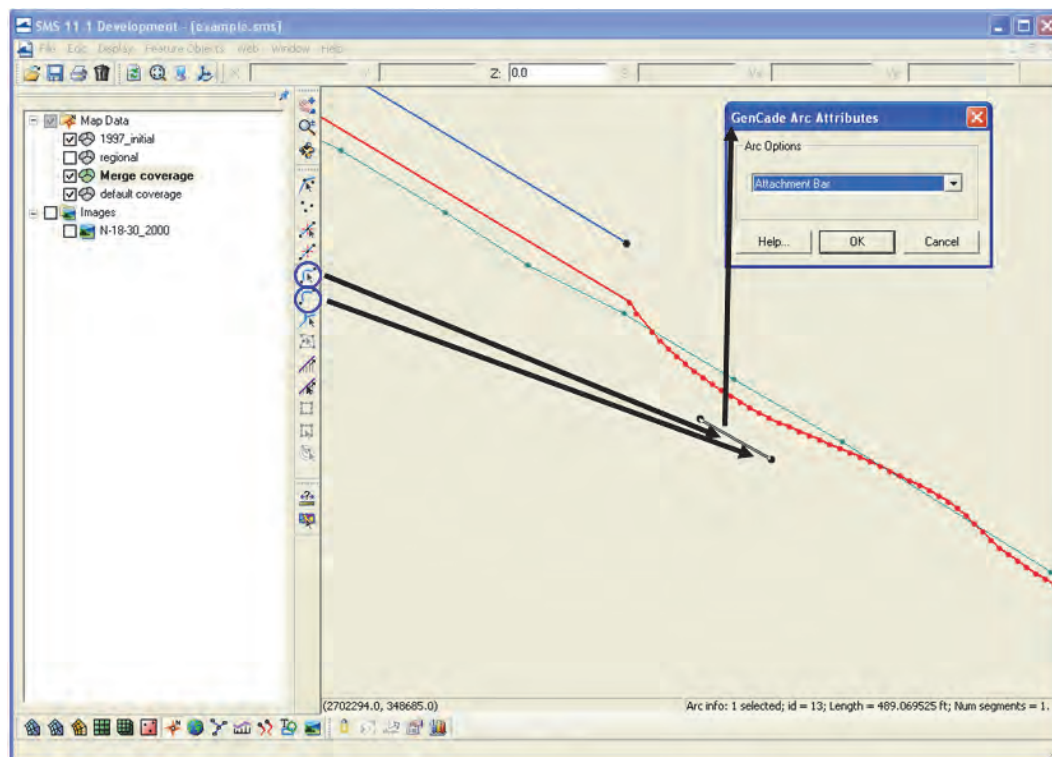 SMS 11.1 Development - [example.sms]
File Edit Display Feature Objects Web Window Help
X: Y: Z: 0.0 S: Vx: Vy:
Map Data
1997_initial
regional
Merge coverage
default coverage
Images
N-18-30_2000
GenCade Arc Attributes
Arc Options
Attachment Bar
Help... OK Cancel
(2702294.0, 348685.0) Arc info: 1 selected; id = 13; Length = 489.069525 ft; Num segments = 1.